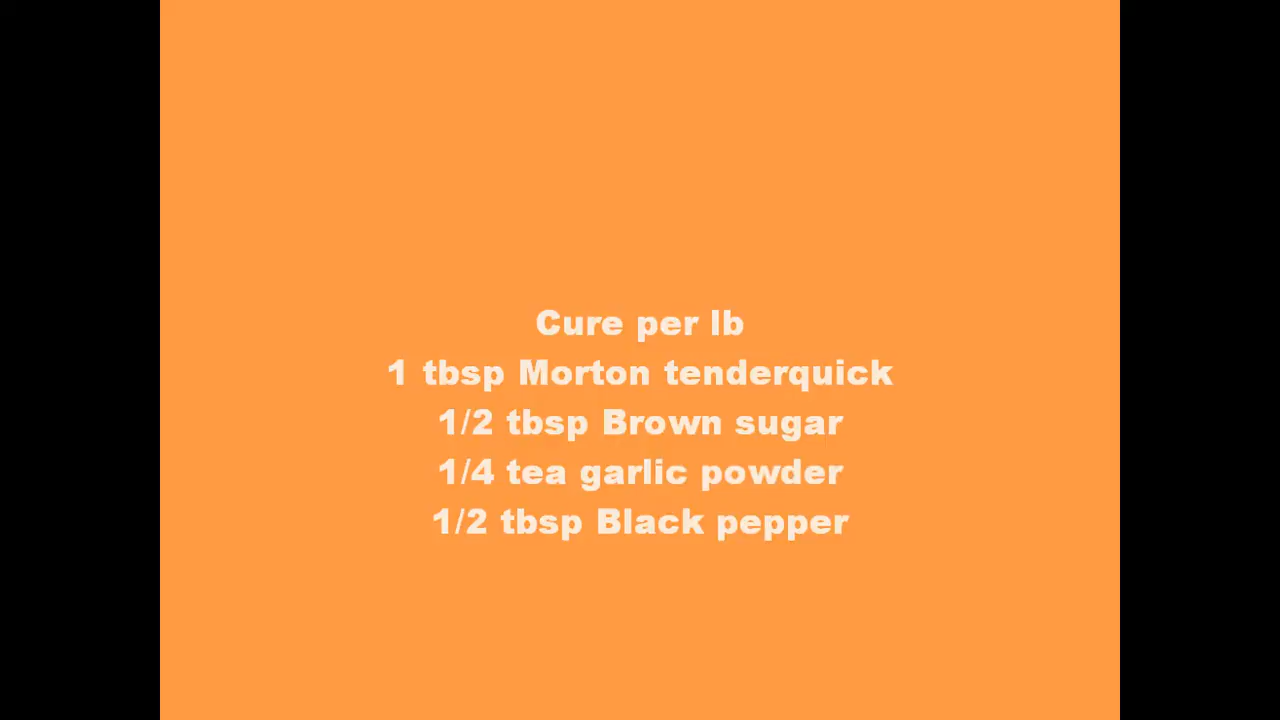 Cure per lb
1 tbsp Morton tenderquick
1/2 tbsp Brown sugar
1/4 tea garlic powder
1/2 tbsp Black pepper